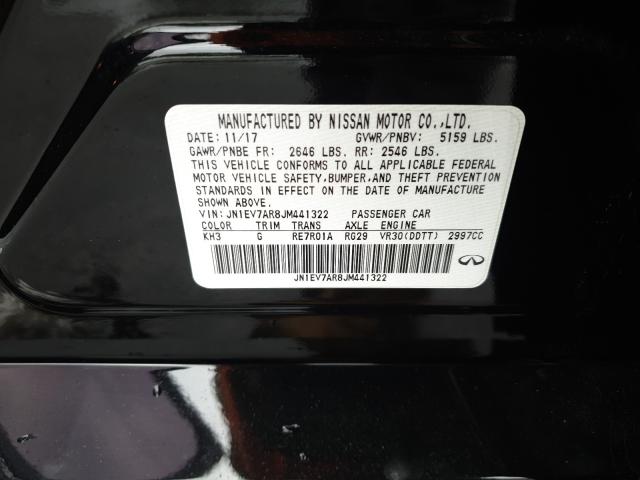 MANUFACTURED BY NISSAN MOTOR CO.,LTD.
DATE: 11/17 GVWR/PNBV: 5159 LBS.
GAWR/PNBE FR: 2646 LBS. RR: 2546 LBS.
THIS VEHICLE CONFORMS TO ALL APPLICABLE FEDERAL
MOTOR VEHICLE SAFETY,BUMPER,AND THEFT PREVENTION
STANDARDS IN EFFECT ON THE DATE OF MANUFACTURE
SHOWN ABOVE.
VIN: JN1EV7AR8JM441322 PASSENGER CAR
COLOR TRIM TRANS AXLE ENGINE
KH3 G RE7R01A RG29 VR30(DDTT) 2997CC
JN1EV7AR8JM441322